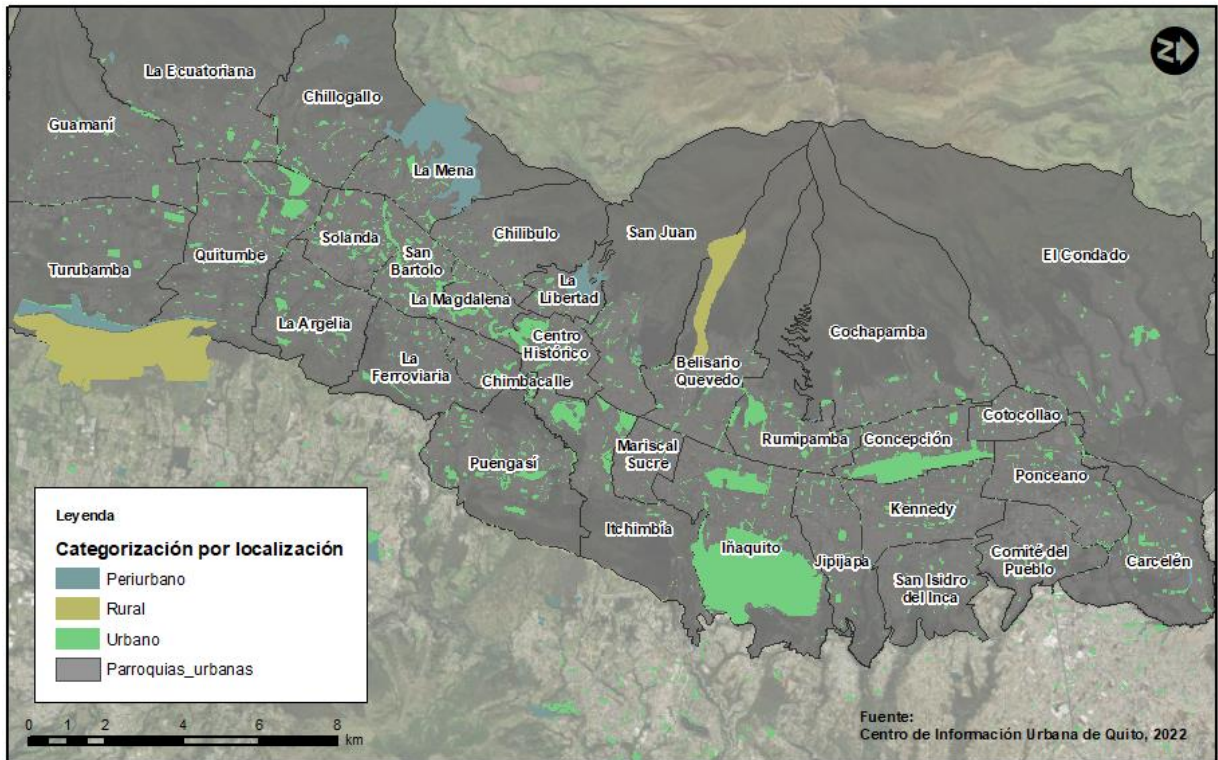 La Ecuatoriana
Chillogallo
Guamaní
La Mena
Chilibulo
San Juan
Solanda
San
Bartolo
Quitumbe
El Condado
Turubamba
La
Libertad
La Magdalena
La Argelia
Centro
Histórico
Cochapamba
La
Ferroviaria
Chimbacalle
Belisario
Quevedo
Cotocollao
Rumipamba
Concepción
Mariscal
Sucre
Puengasí
Ponceano
Kennedy
Itchimbía
Iñaquito
Jipijapa
Comité del
Pueblo
Carcelén
San Isidro
del Inca
N
Leyenda
Categorización por localización
Periurbano
Rural
Urbano
Parroquias_urbanas
0 1 2 4 6 8
km
Fuente:
Centro de Información Urbana de Quito, 2022